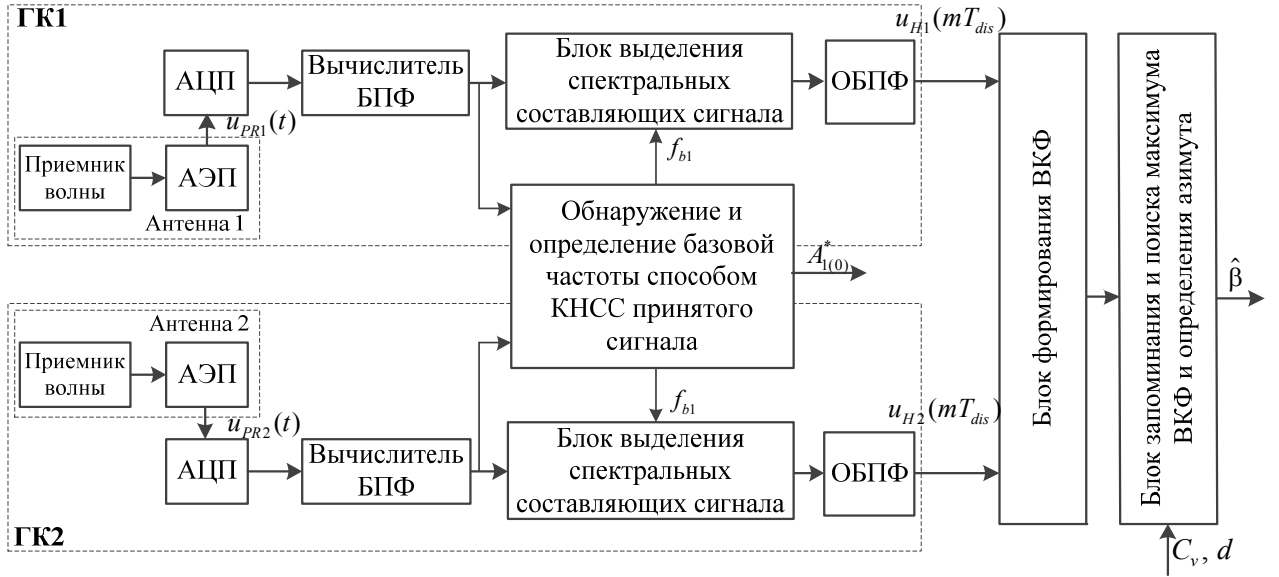 ГК1
АЦП
Вычислитель
БПФ
Блок выделения
спектральных
составляющих сигнала
ОБПФ
u_{H1}(mT_{dis})
u_{PR1}(t)
Приемник
волны
АЭП
Антенна 1
f_{b1}
Обнаружение и
определение базовой
частоты способом
КНСС принятого
сигнала
A^{*}_{1(0)}
Антенна 2
Приемник
волны
АЭП
u_{PR2}(t)
f_{b1}
АЦП
Вычислитель
БПФ
Блок выделения
спектральных
составляющих сигнала
ОБПФ
u_{H2}(mT_{dis})
ГК2
Блок формирования ВКФ
Блок запоминания и поиска максимума
ВКФ и определения азимута
β̂
C_v, d